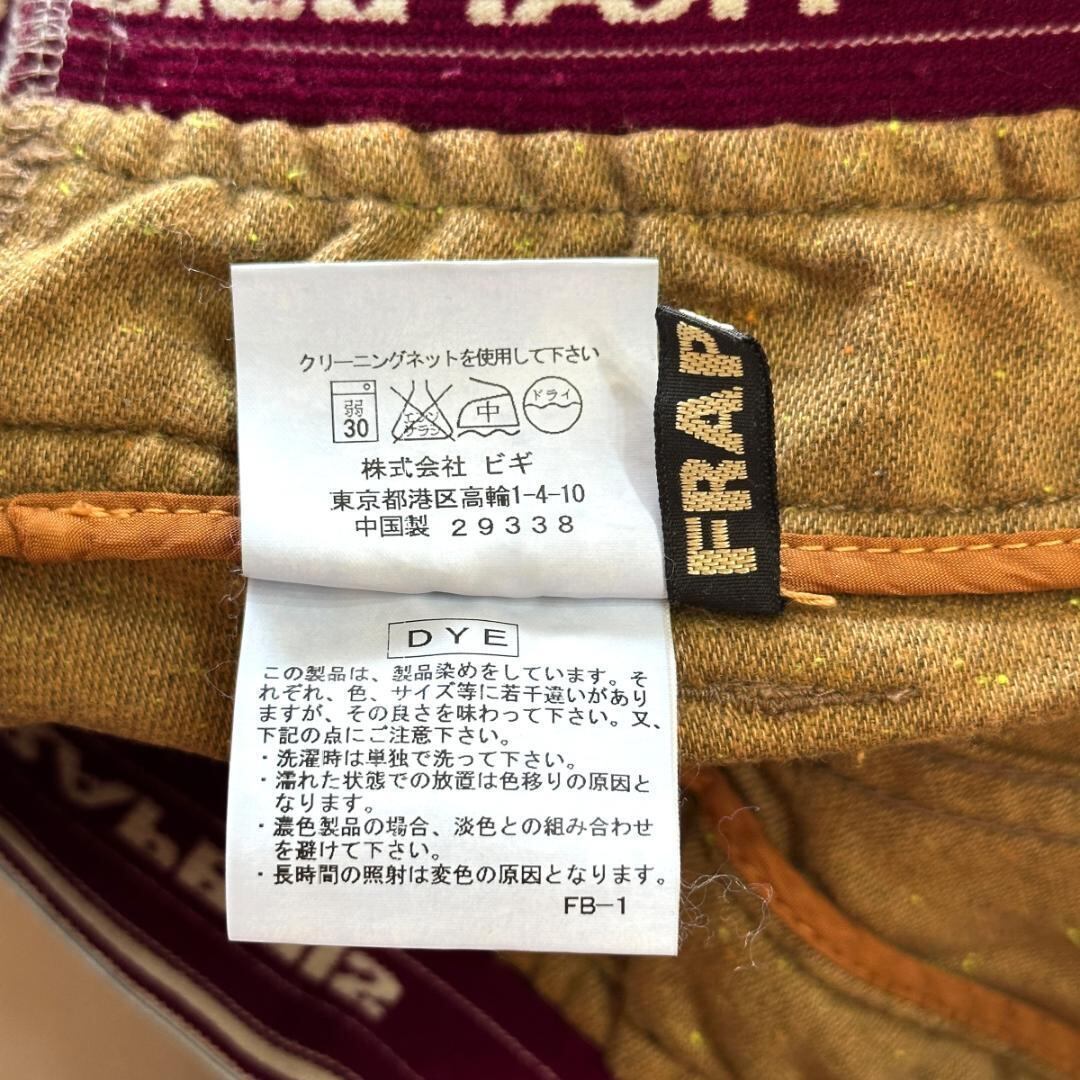 クリーニングネットを使用して下さい
弱
30
エンソ
サラン
中
ドライ
株式会社 ビギ
東京都港区高輪1-4-10
中国製 29338
FRAP
DYE
この製品は、製品染めをしています。そ
れぞれ、色、サイズ等に若干違いがあり
ますが、その良さを味わって下さい。又、
下記の点にご注意下さい。
・洗濯時は単独で洗って下さい。
・濡れた状態での放置は色移りの原因と
なります。
・濃色製品の場合、淡色との組み合わせ
を避けて下さい。
・長時間の照射は変色の原因となります。
FB-1